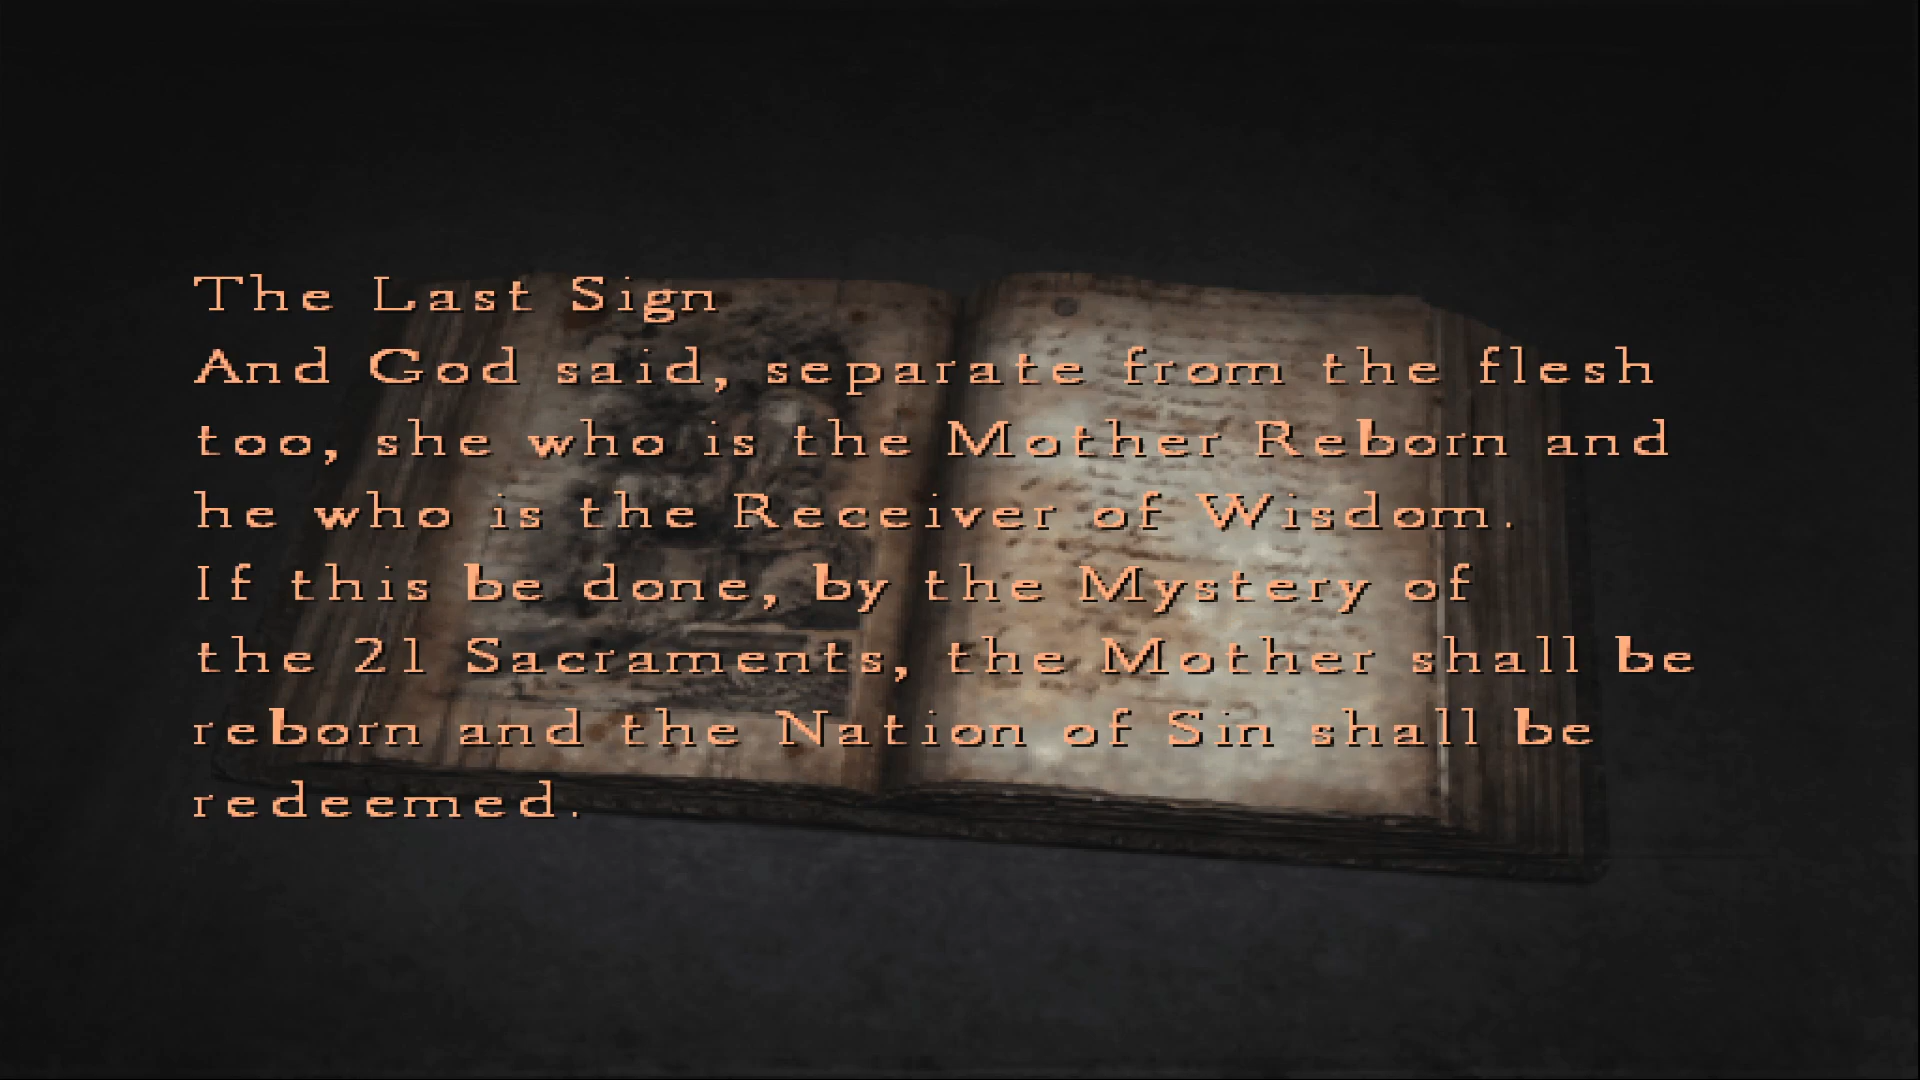 The Last Sign
And God said, separate from the flesh
too, she who is the Mother Reborn and
he who is the Receiver of Wisdom.
If this be done, by the Mystery of
the 21 Sacraments, the Mother shall be
reborn and the Nation of Sin shall be
redeemed.